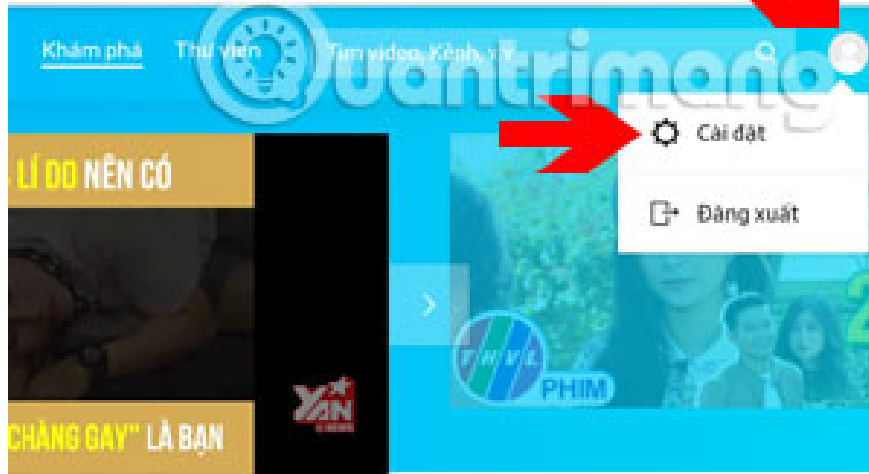 Khám phá Thư viện Tìm video, Kênh, v.v
Quantrimang
Cài đặt
LÍ DO NÊN CÓ
Đăng xuất
THVL
PHIM
2
YAN
CHÀNG GAY" LÀ BẠN